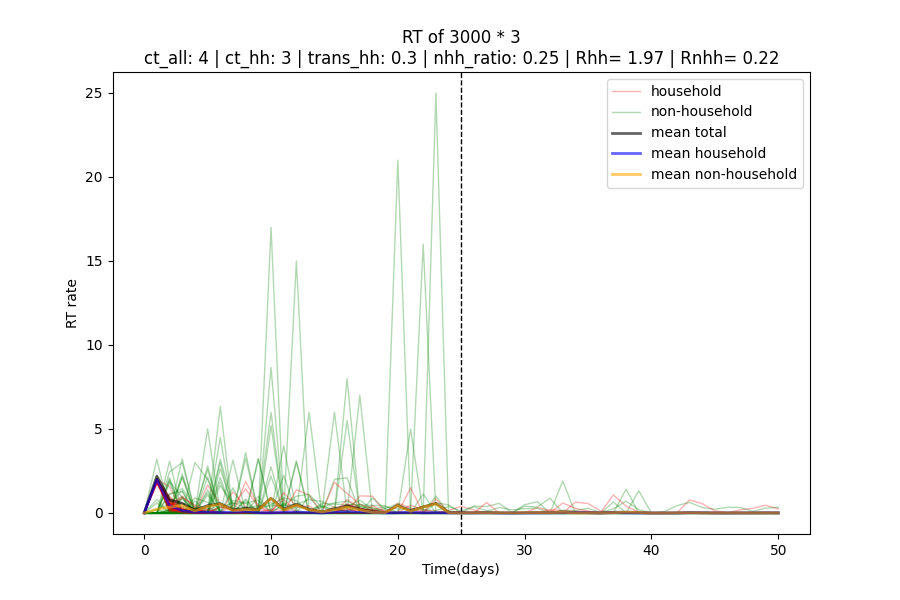 RT of 3000 * 3
ct_all: 4 | ct_hh: 3 | trans_hh: 0.3 | nhh_ratio: 0.25 | Rhh= 1.97 | Rnhh= 0.22
household
non-household
mean total
mean household
mean non-household
25
20
15
10
5
0
RT rate
0 10 20 30 40 50
Time(days)